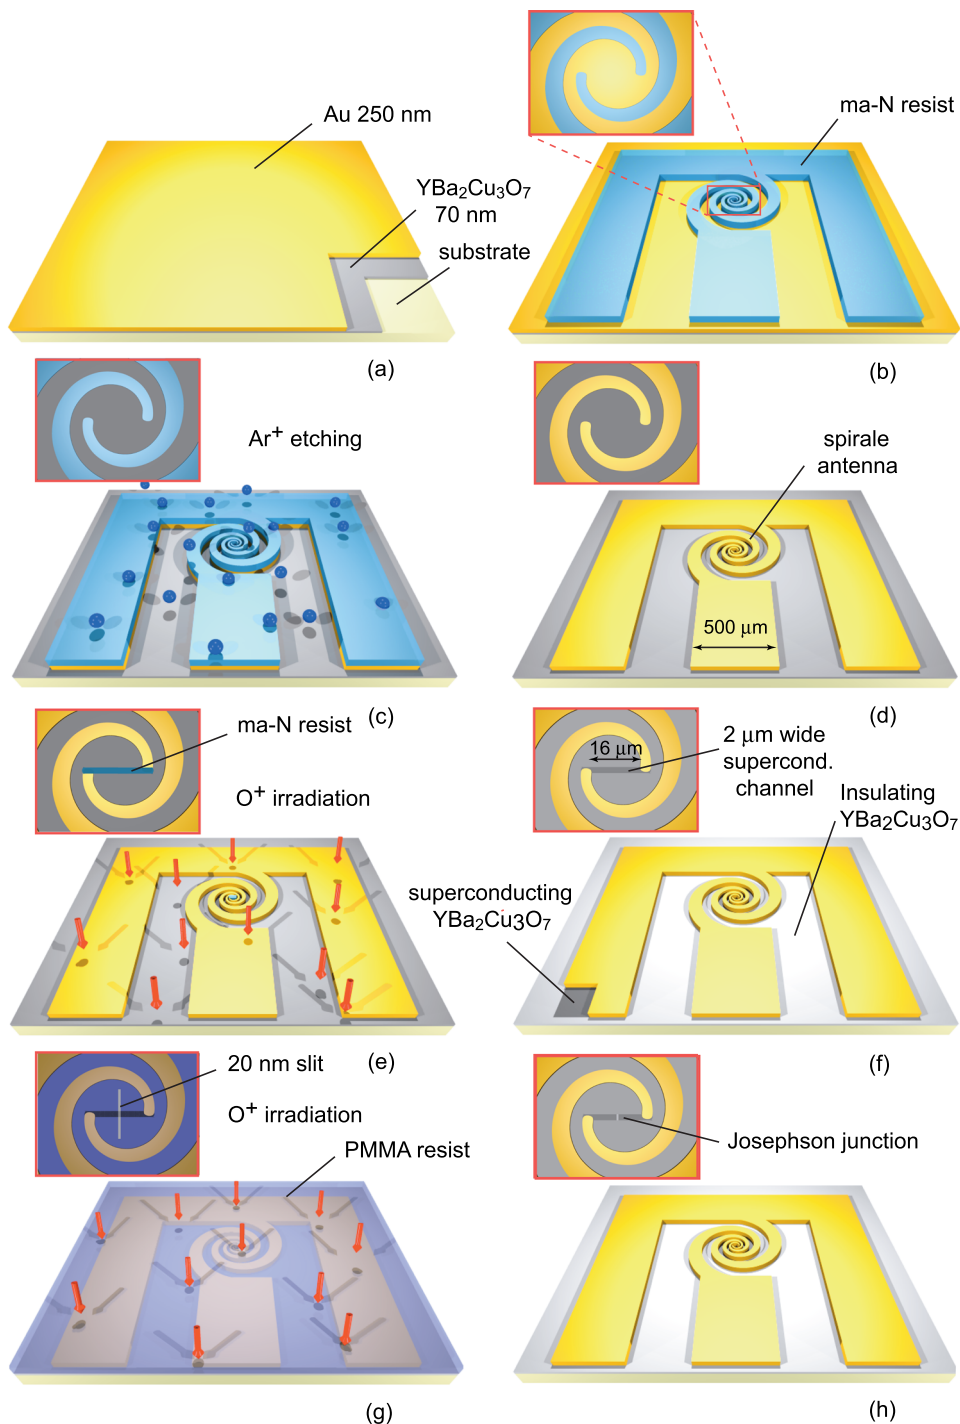 Au 250 nm
YBa₂Cu₃O₇
70 nm
substrate
(a)
ma-N resist
(b)
Ar⁺ etching
(c)
spirale
antenna
500 µm
(d)
ma-N resist
O⁺ irradiation
(e)
16 µm
2 µm wide
supercond.
channel
Insulating
YBa₂Cu₃O₇
superconducting
YBa₂Cu3O₇
(f)
20 nm slit
O⁺ irradiation
PMMA resist
(g)
Josephson junction
(h)